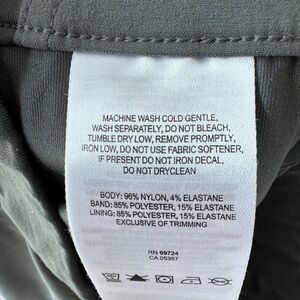 MACHINE WASH COLD GENTLE,
WASH SEPARATELY, DO NOT BLEACH,
TUMBLE DRY LOW, REMOVE PROMPTLY,
IRON LOW, DO NOT USE FABRIC SOFTENER,
IF PRESENT DO NOT IRON DECAL,
DO NOT DRYCLEAN
BODY: 96% NYLON, 4% ELASTANE
BAND: 85% POLYESTER, 15% ELASTANE
LINING: 85% POLYESTER, 15% ELASTANE
EXCLUSIVE OF TRIMMING
RN 69724
CA 05367